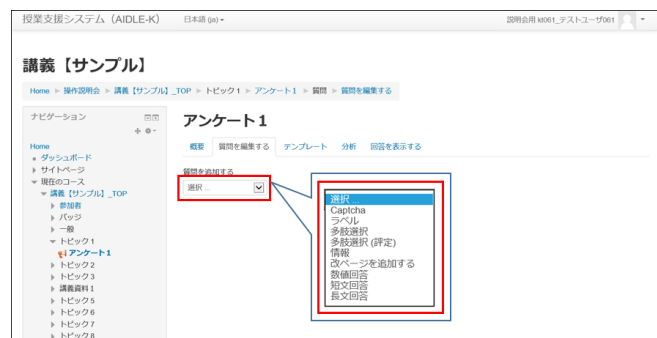 授業支援システム（AIDLE-K）
日本語 (ja)
説明会用 kt061_テストユーザ061
講義【サンプル】
Home ▶ 操作説明会 ▶ 講義【サンプル】_TOP ▶ トピック1 ▶ アンケート1 ▶ 質問 ▶ 質問を編集する
ナビゲーション
Home
ダッシュボード
サイトページ
現在のコース
講義【サンプル】_TOP
参加者
バッジ
一般
トピック1
アンケート1
トピック2
トピック3
講義資料1
トピック5
トピック6
トピック7
トピック8
アンケート1
概要 質問を編集する テンプレート 分析 回答を表示する
質問を追加する
選択...
選択...
Captcha
ラベル
多肢選択
多肢選択 (評定)
情報
改ページを追加する
数値回答
短文回答
長文回答